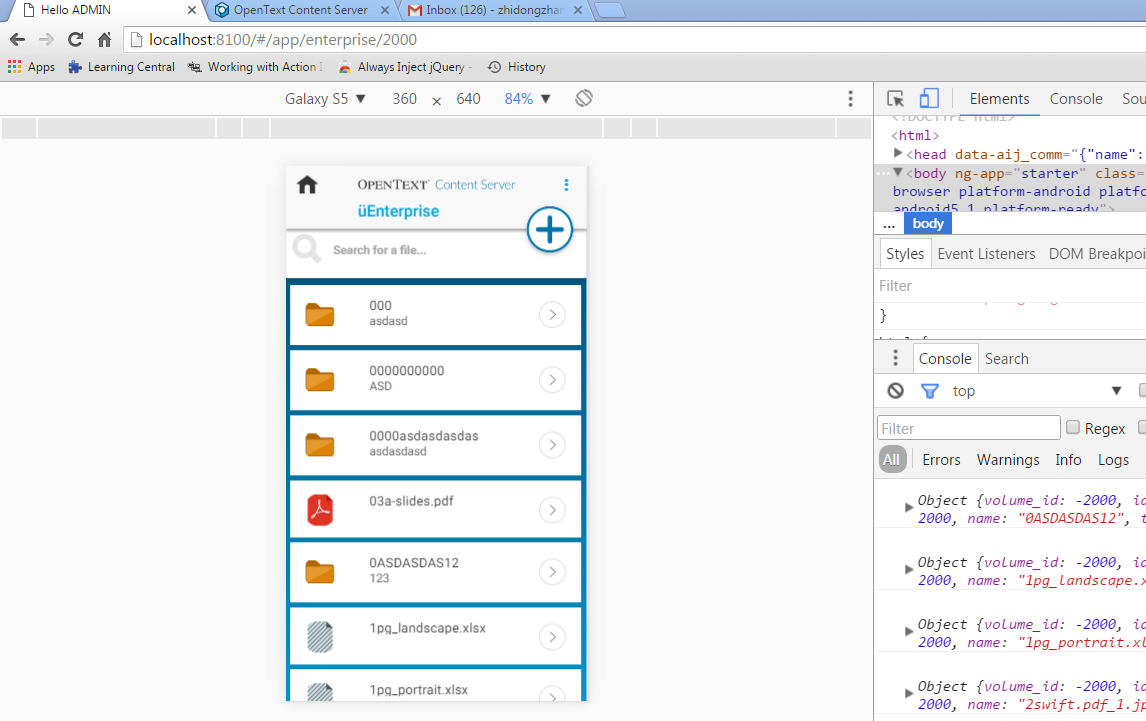 Hello ADMIN
OpenText Content Server
Inbox (126) - zhidongzhan
localhost:8100/#/app/enterprise/2000
Apps Learning Central Working with Action Always Inject jQuery - History
Galaxy S5 ▼ 360 × 640 84% ▼
Elements Console Sou
<!DOCTYPE html>
<html>
<head data-aij_comm="{"name":
<body ng-app="starter" class=
browser platform-android platfo
android5_1 platform-ready">
... body
Styles Event Listeners DOM Breakpoi
Filter
}
Console Search
top
Filter Regex
All Errors Warnings Info Logs
Object {volume_id: -2000, id
2000, name: "0ASDASDAS12", t
Object {volume_id: -2000, id
2000, name: "1pg_landscape.x
Object {volume_id: -2000, id
2000, name: "1pg_portrait.xl
Object {volume_id: -2000, id
2000, name: "2swift.pdf_1.jp
OPENTEXT Content Server
üEnterprise
Search for a file...
000
asdasd
0000000000
ASD
0000asdasdasdas
asdasdasd
03a-slides.pdf
0ASDASDAS12
123
1pg_landscape.xlsx
1pg_portrait.xlsx